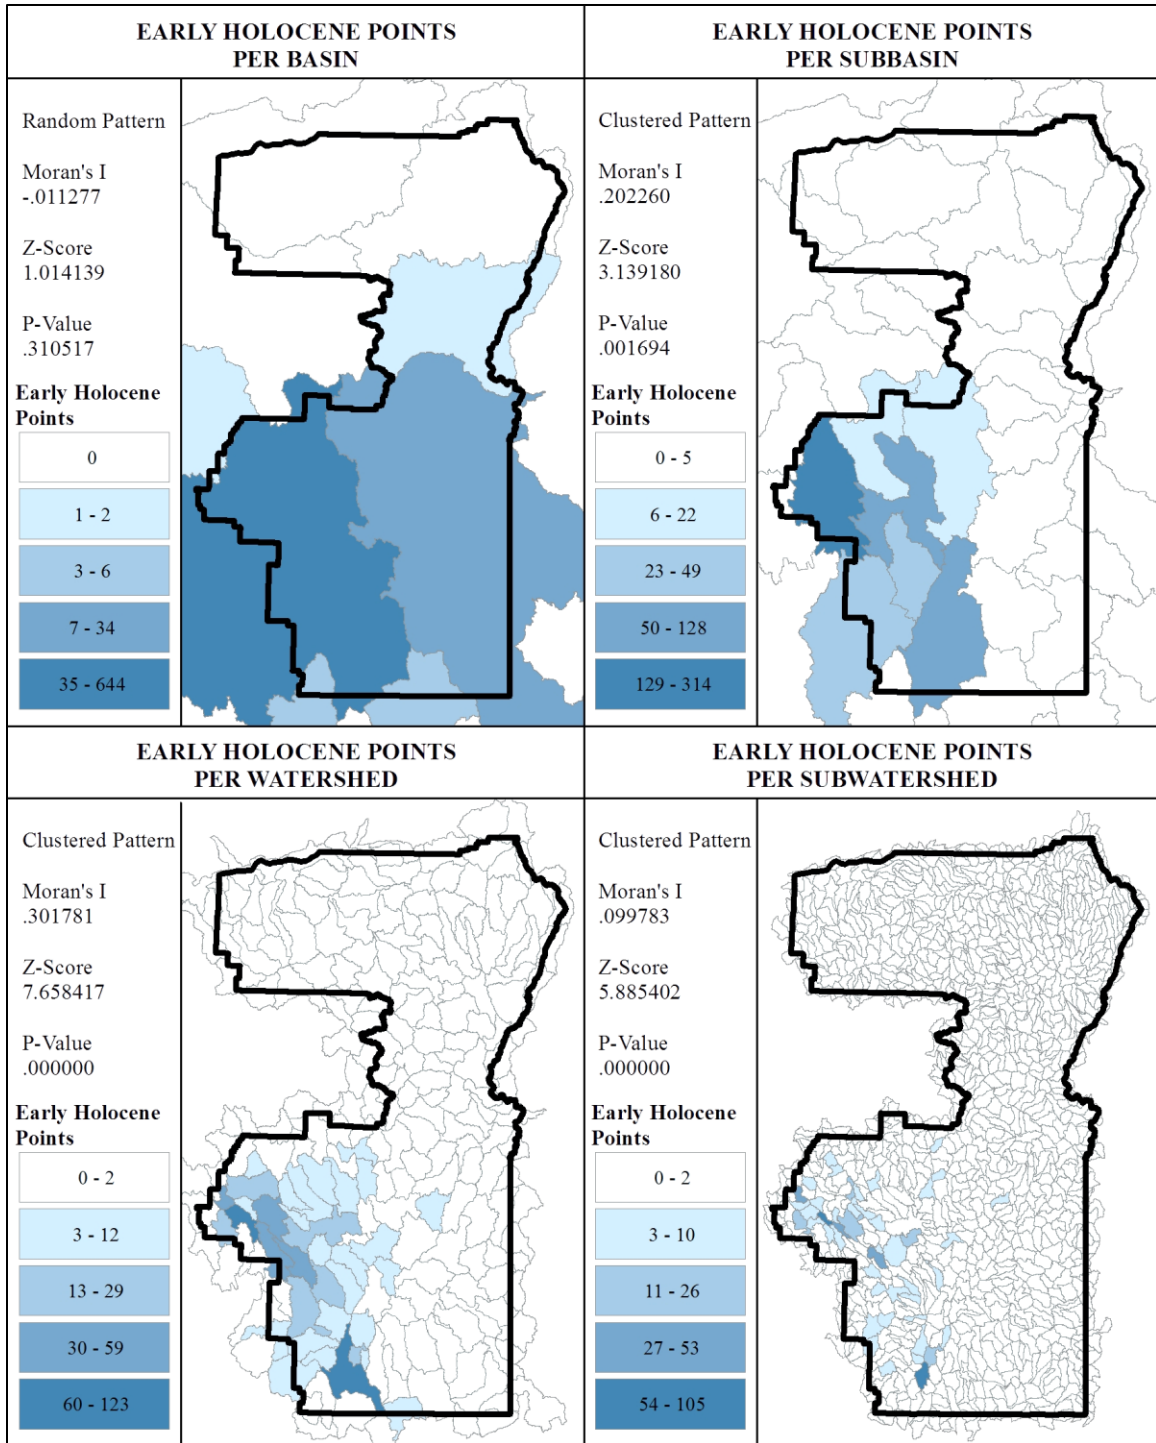 EARLY HOLOCENE POINTS
PER BASIN
Random Pattern
Moran's I
-.011277
Z-Score
1.014139
P-Value
.310517
Early Holocene
Points
0
1 - 2
3 - 6
7 - 34
35 - 644
EARLY HOLOCENE POINTS
PER SUBBASIN
Clustered Pattern
Moran's I
.202260
Z-Score
3.139180
P-Value
.001694
Early Holocene
Points
0 - 5
6 - 22
23 - 49
50 - 128
129 - 314
EARLY HOLOCENE POINTS
PER WATERSHED
Clustered Pattern
Moran's I
.301781
Z-Score
7.658417
P-Value
.000000
Early Holocene
Points
0 - 2
3 - 12
13 - 29
30 - 59
60 - 123
EARLY HOLOCENE POINTS
PER SUBWATERSHED
Clustered Pattern
Moran's I
.099783
Z-Score
5.885402
P-Value
.000000
Early Holocene
Points
0 - 2
3 - 10
11 - 26
27 - 53
54 - 105